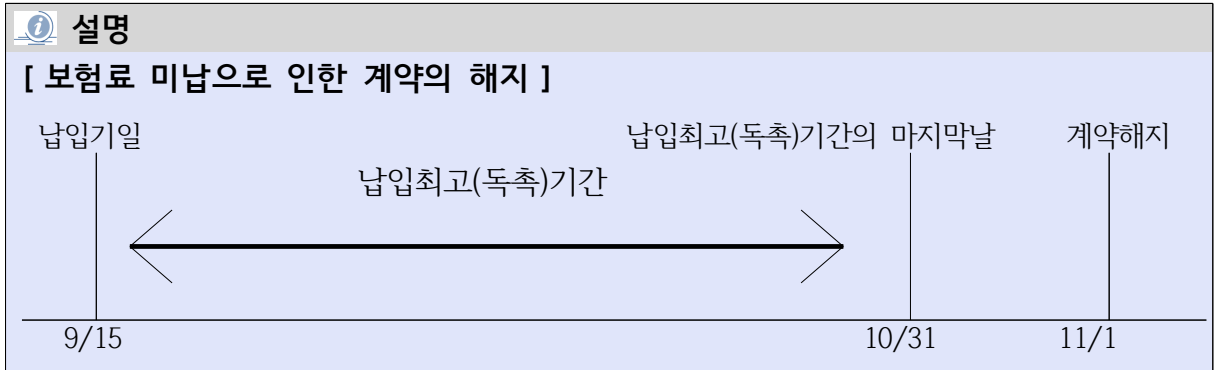 설명
[ 보험료 미납으로 인한 계약의 해지 ]
납입기일 납입최고(독촉)기간의 마지막날 계약해지
납입최고(독촉)기간
9/15 10/31 11/1